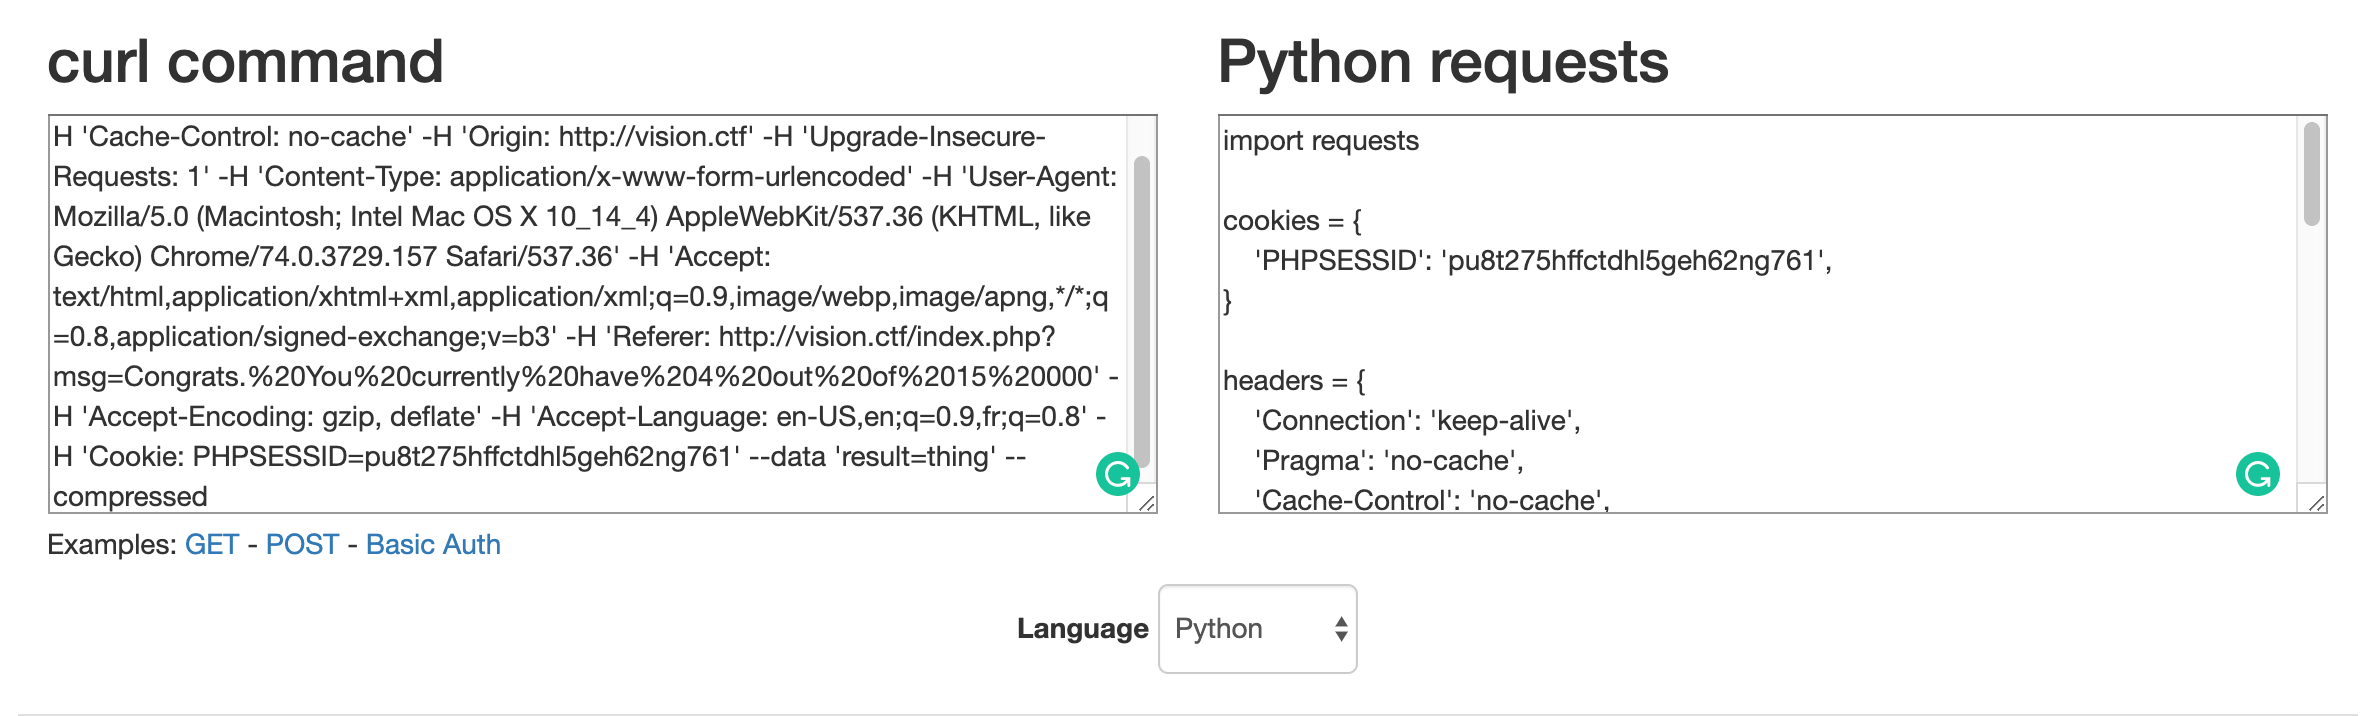 curl command
H 'Cache-Control: no-cache' -H 'Origin: http://vision.ctf' -H 'Upgrade-Insecure-
Requests: 1' -H 'Content-Type: application/x-www-form-urlencoded' -H 'User-Agent:
Mozilla/5.0 (Macintosh; Intel Mac OS X 10_14_4) AppleWebKit/537.36 (KHTML, like
Gecko) Chrome/74.0.3729.157 Safari/537.36' -H 'Accept:
text/html,application/xhtml+xml,application/xml;q=0.9,image/webp,image/apng,*/*;q
=0.8,application/signed-exchange;v=b3' -H 'Referer: http://vision.ctf/index.php?
msg=Congrats.%20You%20currently%20have%204%20out%20of%2015%20000' -
H 'Accept-Encoding: gzip, deflate' -H 'Accept-Language: en-US,en;q=0.9,fr;q=0.8' -
H 'Cookie: PHPSESSID=pu8t275hffctdhl5geh62ng761' --data 'result=thing' --
compressed
Examples: GET - POST - Basic Auth
Python requests
import requests
cookies = {
    'PHPSESSID': 'pu8t275hffctdhl5geh62ng761',
}
headers = {
    'Connection': 'keep-alive',
    'Pragma': 'no-cache',
    'Cache-Control': 'no-cache',
Language Python